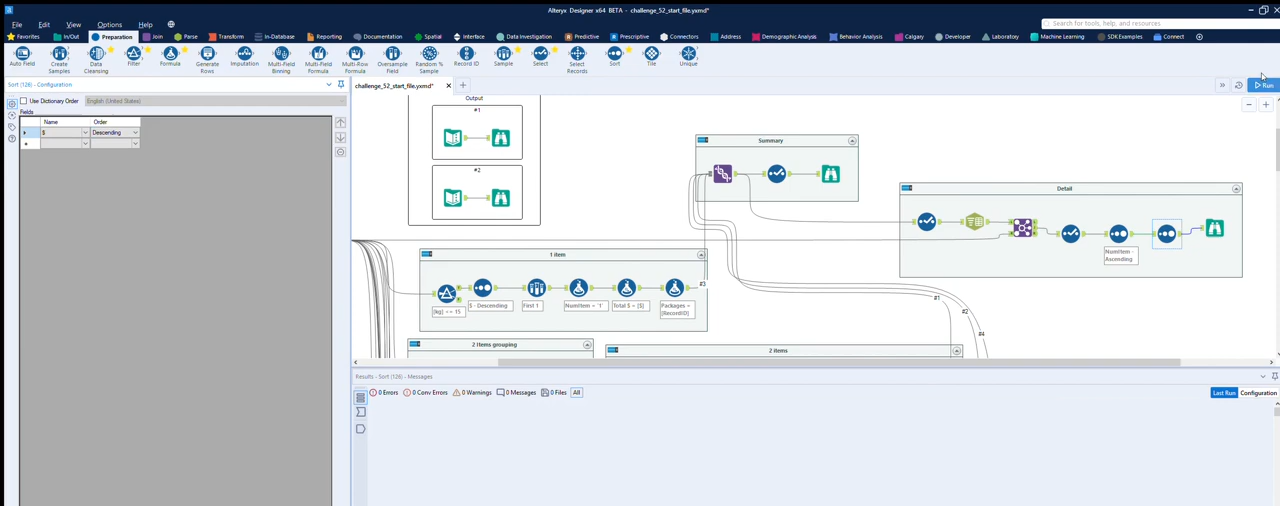 Alteryx Designer x64 BETA - challenge_52_start_file.yxmd*
File Edit View Options Help
Search for tools, help, and resources
Favorites In/Out Preparation Join Parse Transform In-Database Reporting Documentation Spatial Interface Data Investigation Predictive Prescriptive Connectors Address Demographic Analysis Behavior Analysis Calgary Developer Laboratory Machine Learning SDK Examples Connect
Auto Field Create Samples Data Cleansing Filter Formula Generate Rows Imputation Multi-Field Binning Multi-Field Formula Multi-Row Formula Oversample Field Random % Sample Record ID Sample Select Select Records Sort Tile Unique
Sort (126) - Configuration
challenge_52_start_file.yxmd*
Run
Use Dictionary Order English (United States)
Fields
Name Order
$ Descending
Output
#1
#2
Summary
Detail
NumItem - Ascending
1 item
#3
[kg] <= 15
$ - Descending
First 1
NumItem = '1'
Total $ = [$]
Packages = [RecordID]
#1
#2
#4
2 Items grouping
2 items
Results - Sort (126) - Messages
0 Errors 0 Conv Errors 0 Warnings 0 Messages 0 Files All
Last Run Configuration